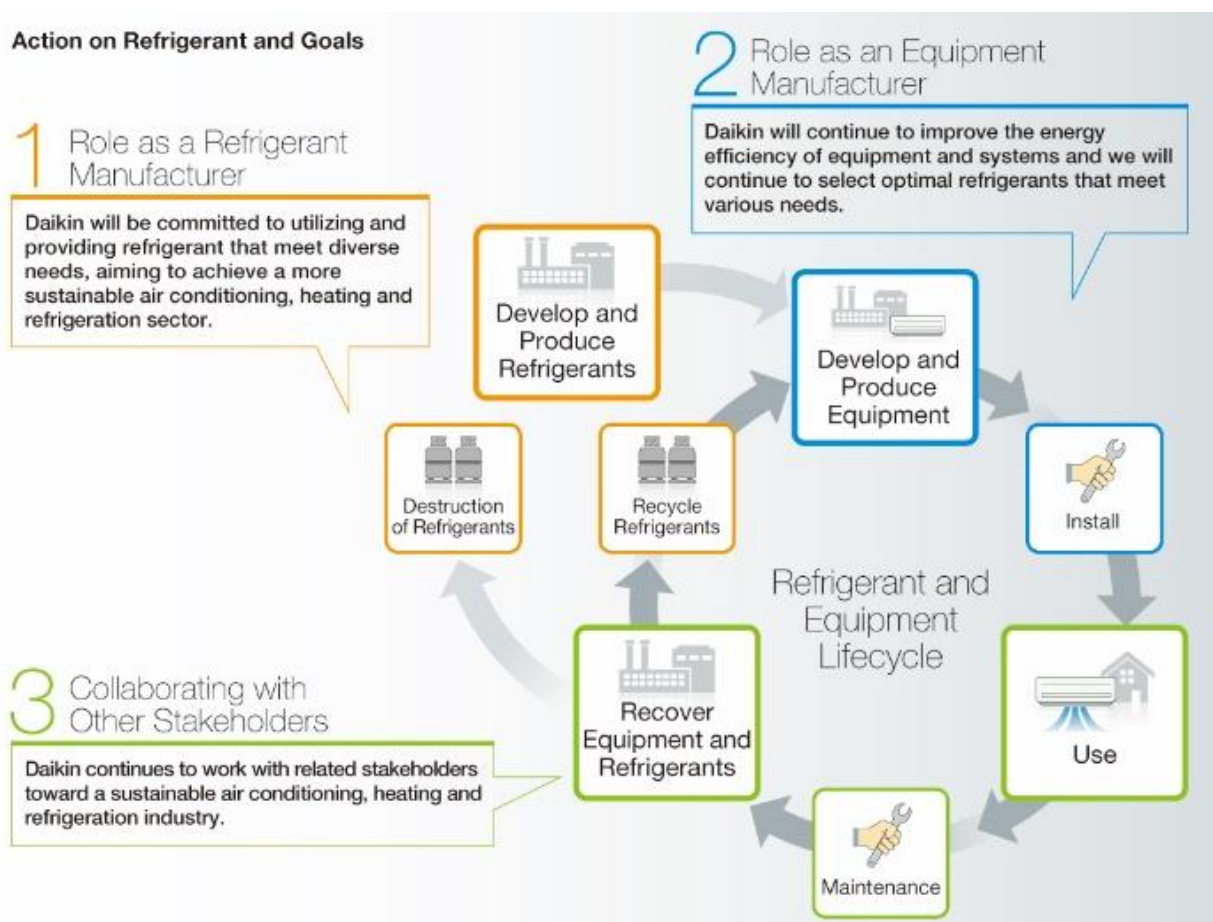 Action on Refrigerant and Goals
1
Role as a Refrigerant
Manufacturer
Daikin will be committed to utilizing and
providing refrigerant that meet diverse
needs, aiming to achieve a more
sustainable air conditioning, heating and
refrigeration sector.
2
Role as an Equipment
Manufacturer
Daikin will continue to improve the energy
efficiency of equipment and systems and we will
continue to select optimal refrigerants that meet
various needs.
Develop and
Produce
Refrigerants
Develop and
Produce
Equipment
Destruction
of Refrigerants
Recycle
Refrigerants
Install
Refrigerant and
Equipment
Lifecycle
Recover
Equipment and
Refrigerants
Use
Maintenance
3
Collaborating with
Other Stakeholders
Daikin continues to work with related stakeholders
toward a sustainable air conditioning, heating and
refrigeration industry.